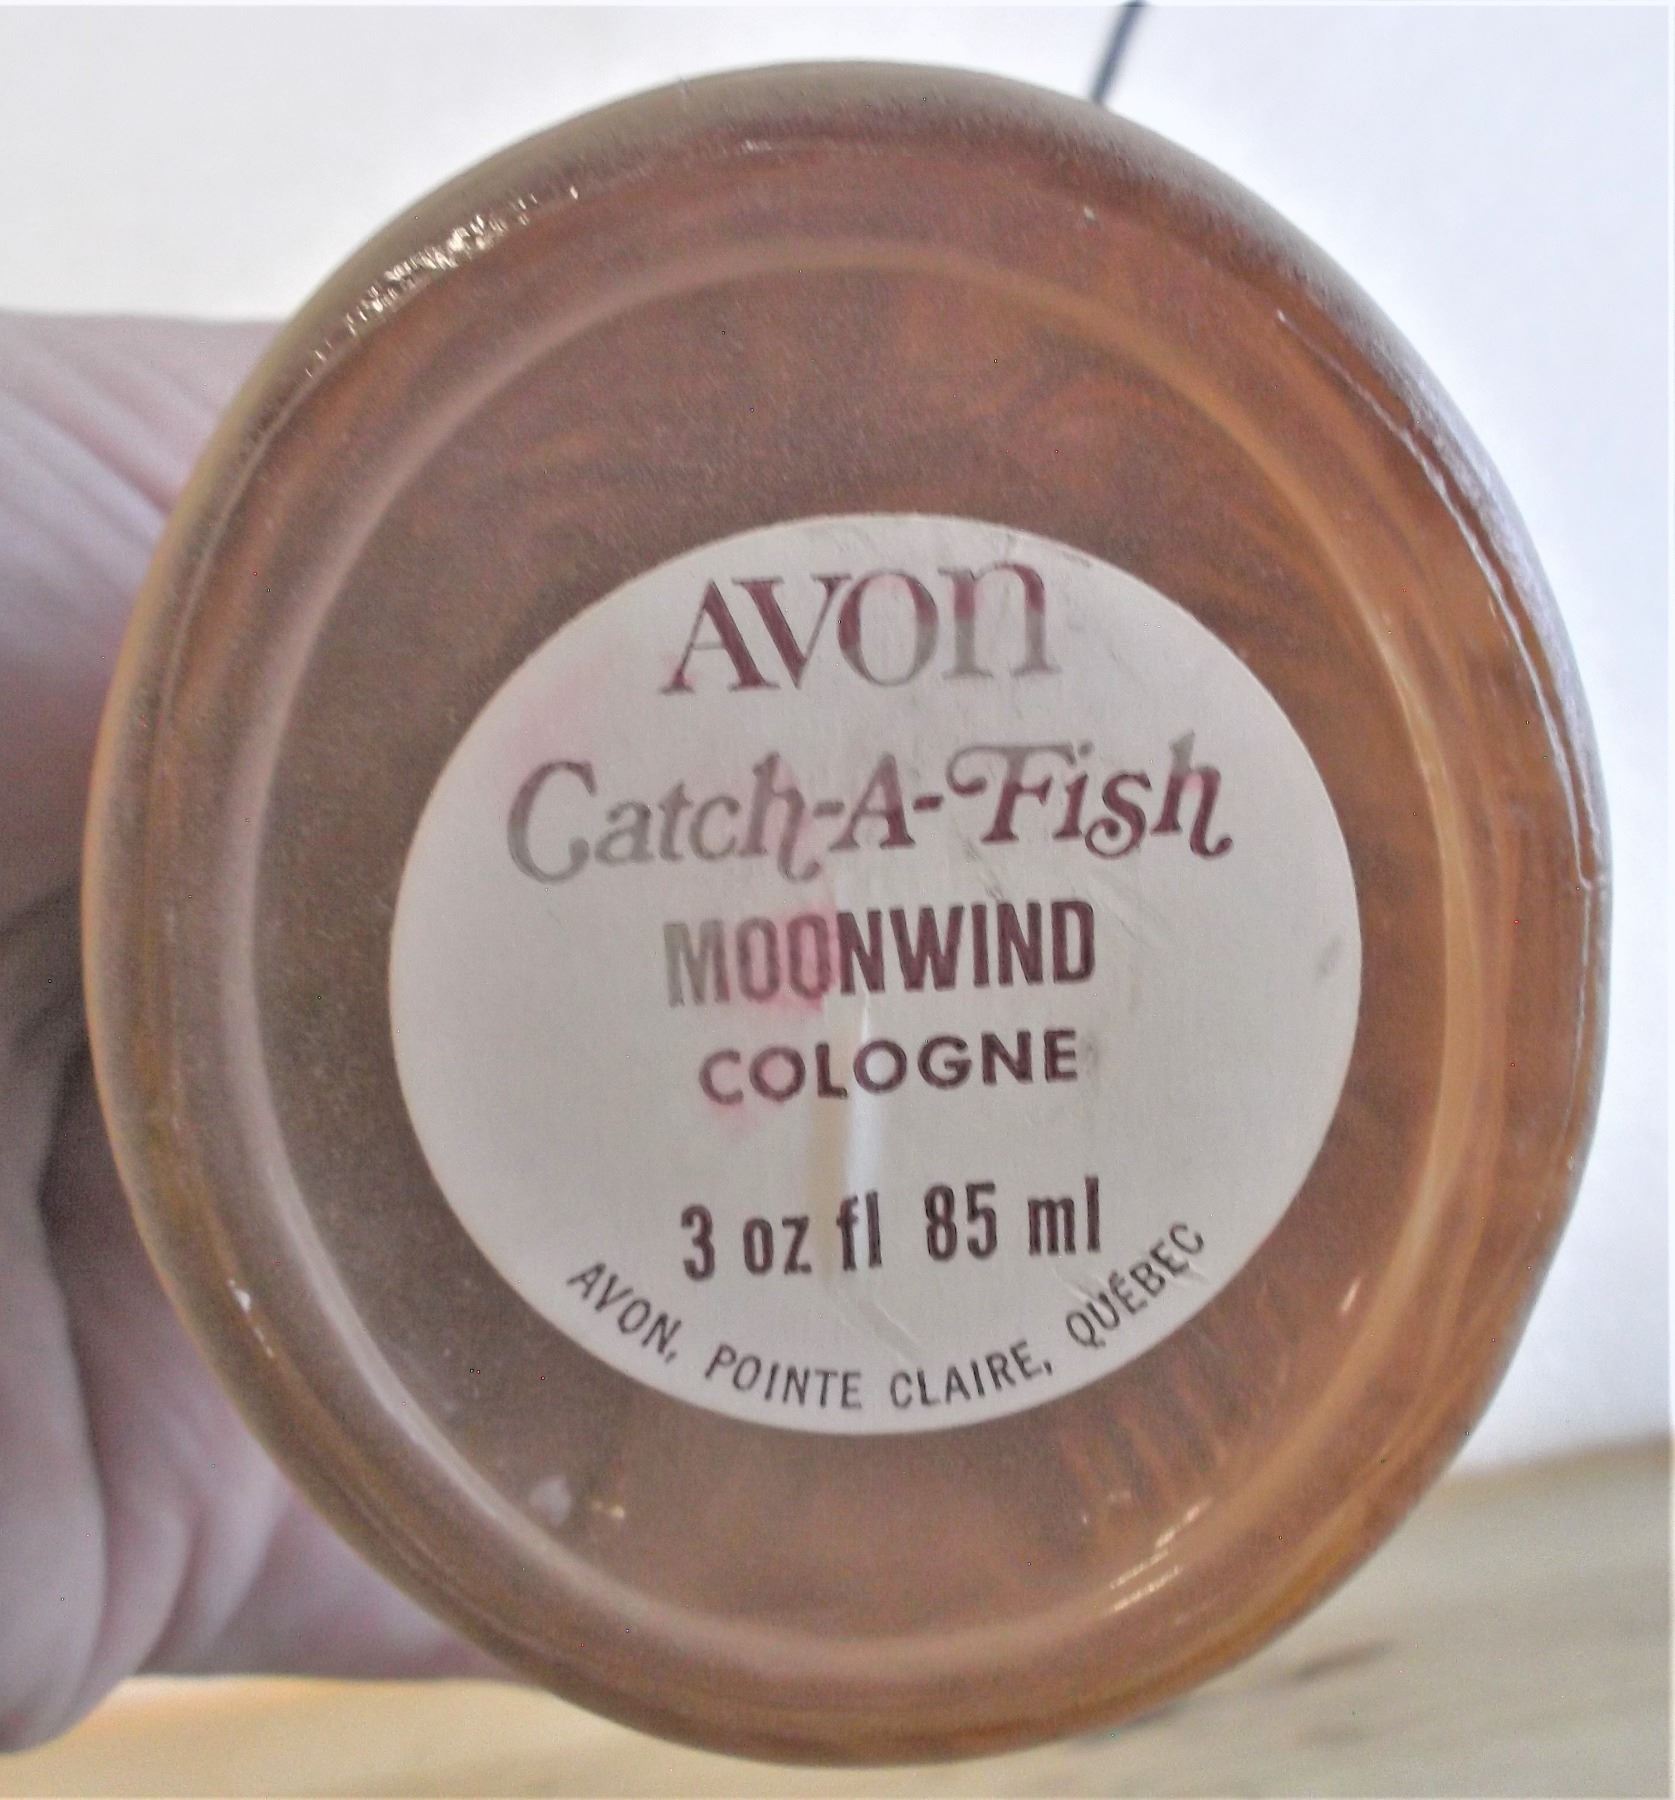 AVON
Catch-A-Fish
MOONWIND
COLOGNE
3 oz fl 85 ml
AVON, POINTE CLAIRE, QUÉBEC